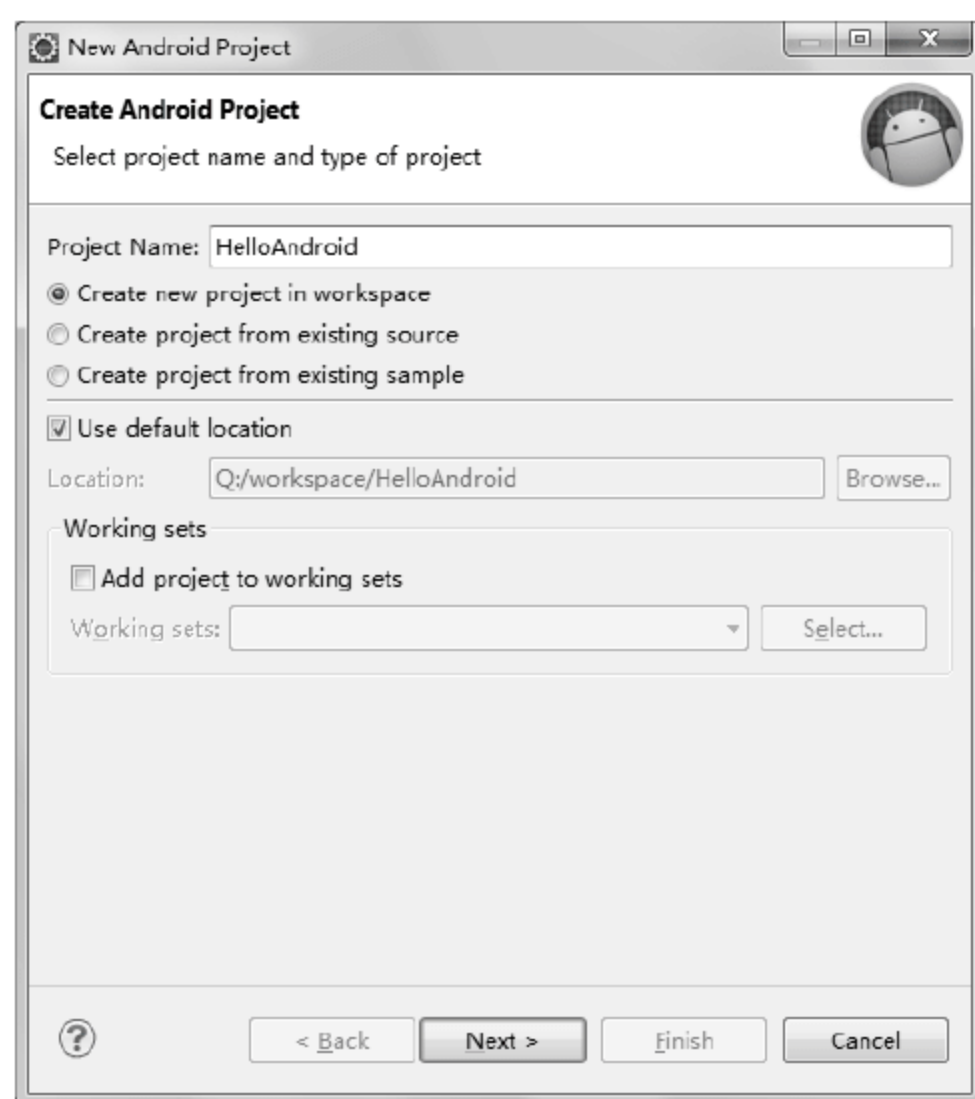 New Android Project
Create Android Project
Select project name and type of project
Project Name: HelloAndroid
Create new project in workspace
Create project from existing source
Create project from existing sample
Use default location
Location: Q:/workspace/HelloAndroid Browse...
Working sets
Add project to working sets
Working sets: Select...
? < Back Next > Finish Cancel